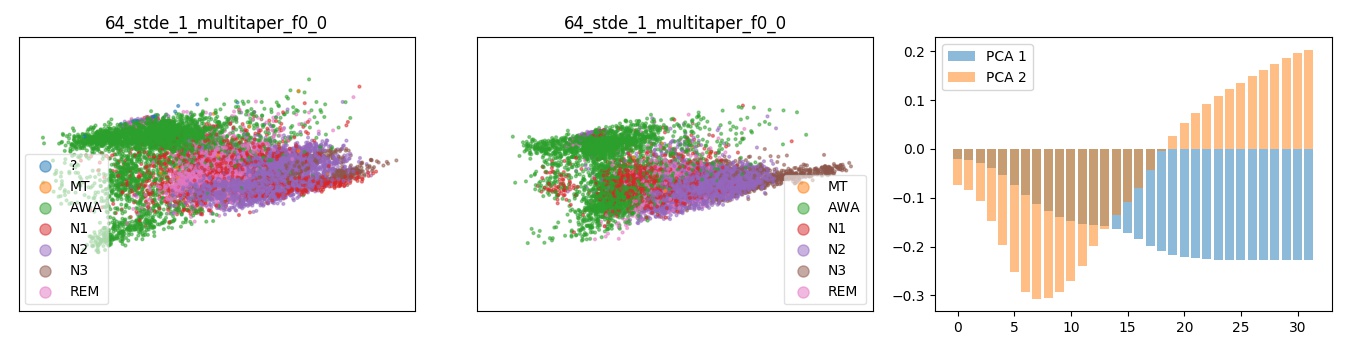 64_stde_1_multitaper_f0_0
?
MT
AWA
N1
N2
N3
REM
64_stde_1_multitaper_f0_0
MT
AWA
N1
N2
N3
REM
PCA 1
PCA 2
0.2
0.1
0.0
−0.1
−0.2
−0.3
0 5 10 15 20 25 30